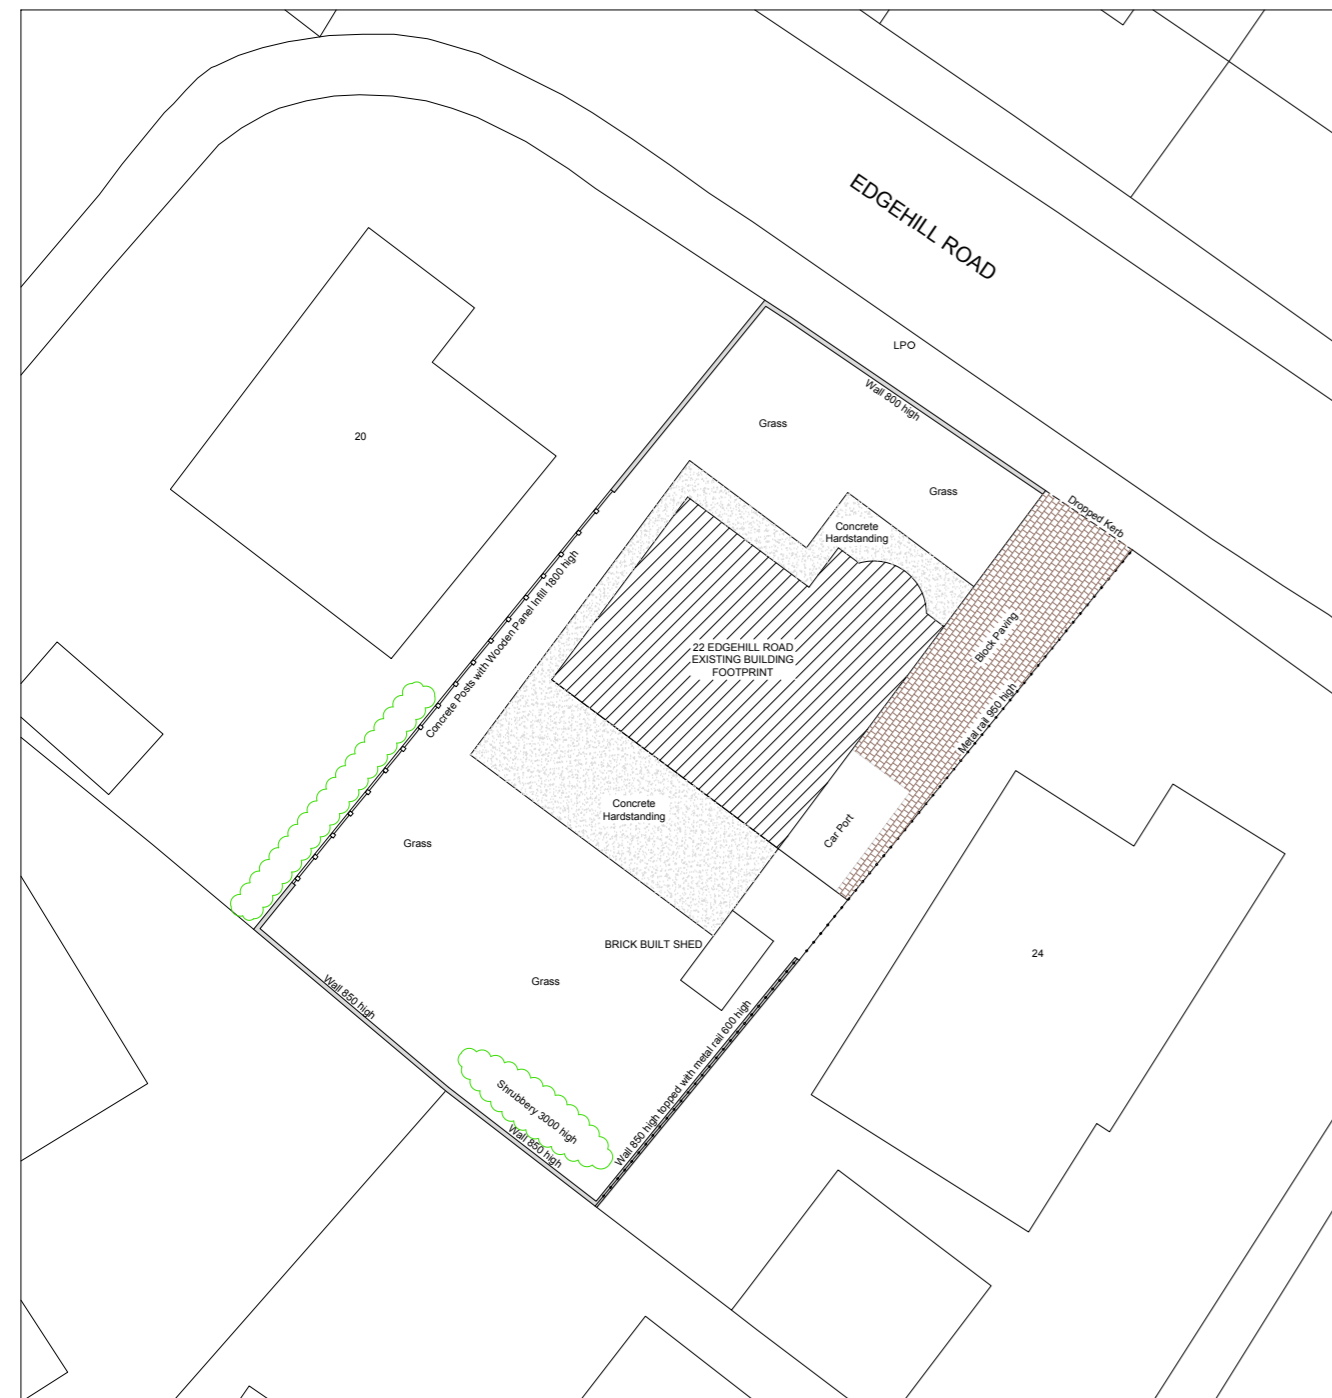 EDGEHILL ROAD
LPO
Wall 800 high
Grass
20
Grass
Dropped Kerb
Concrete
Hardstanding
Concrete Posts with Wooden Panel Infill 1800 high
Block Paving
22 EDGEHILL ROAD
EXISTING BUILDING
FOOTPRINT
Metal rail 950 high
Concrete
Hardstanding
Car Port
Grass
BRICK BUILT SHED
24
Grass
Wall 850 high
Wall 850 high topped with metal rail 600 high
Shrubbery 3000 high
Wall 850 high